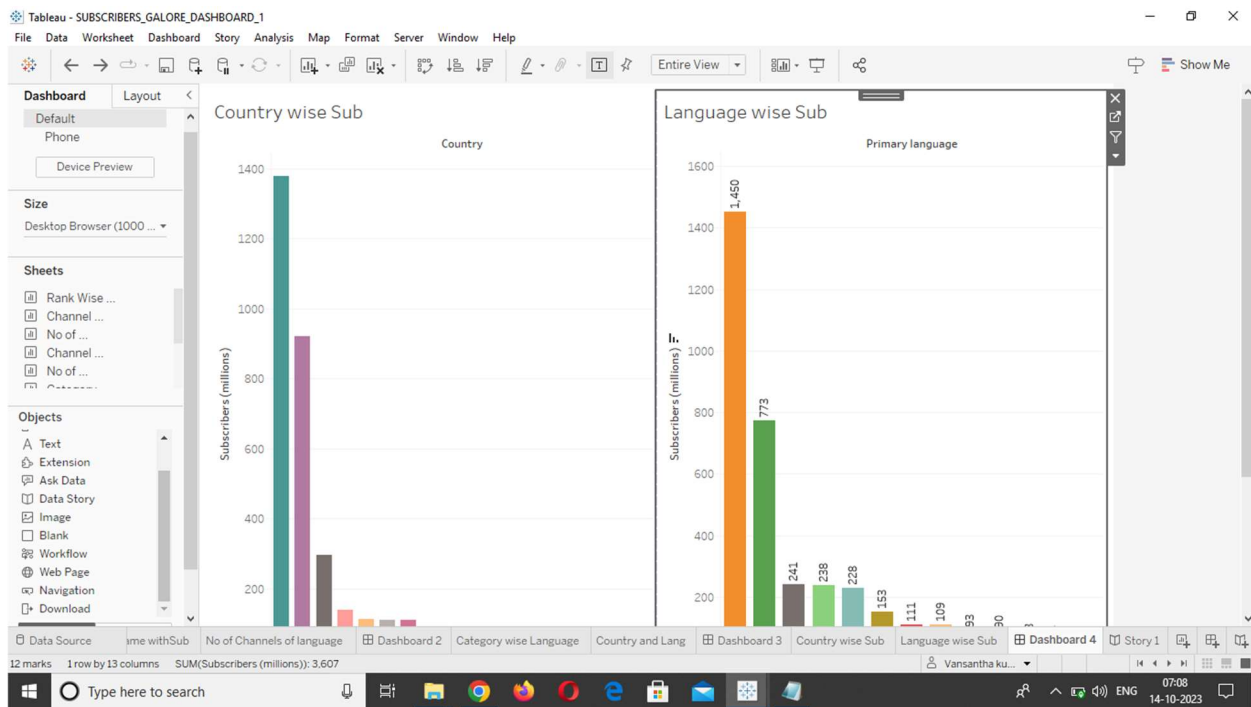 Tableau - SUBSCRIBERS_GALORE_DASHBOARD_1
File Data Worksheet Dashboard Story Analysis Map Format Server Window Help
Entire View
Show Me
Dashboard Layout
Default
Phone
Device Preview
Size
Desktop Browser (1000 ...
Sheets
Rank Wise ...
Channel ...
No of ...
Channel ...
No of ...
Objects
Text
Extension
Ask Data
Data Story
Image
Blank
Workflow
Web Page
Navigation
Download
Country wise Sub
Country
1400
1200
1000
800
600
400
200
Subscribers (millions)
Language wise Sub
Primary language
1600
1400
1200
1000
800
600
400
200
Subscribers (millions)
1,450
773
241
238
228
153
111
109
93
90
Data Source
me withSub
No of Channels of language
Dashboard 2
Category wise Language
Country and Lang
Dashboard 3
Country wise Sub
Language wise Sub
Dashboard 4
Story 1
12 marks 1 row by 13 columns SUM(Subscribers (millions)): 3,607
Vansantha ku...
Type here to search
ENG
07:08
14-10-2023